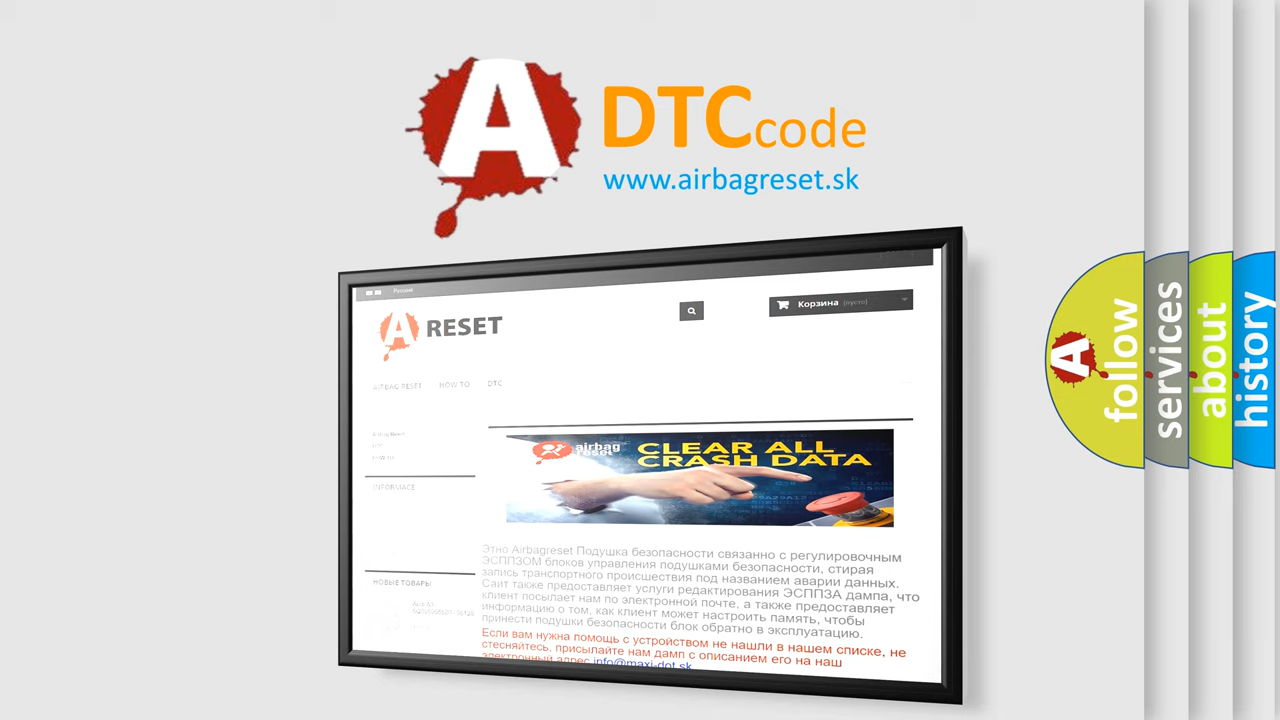 A
DTCcode
www.airbagreset.sk
Русский
A RESET
Корзина (пусто)
AIRBAG RESET HOW TO DTC
INFORMACE
airbag
reset
CLEAR ALL
CRASH DATA
Этно Airbagreset Подушка безопасности связанно с регулировочным
ЭСППЗОМ блоков управления подушками безопасности, стирая
запись транспортного происшествия под названием аварии данных.
Сайт также предоставляет услуги редактирования ЭСППЗА дампа, что
клиент посылает нам по электронной почте, а также предоставляет
информацию о том, как клиент может настроить память, чтобы
принести подушки безопасности блок обратно в эксплуатацию.
Если вам нужна помощь с устройством не нашли в нашем списке, не
стесняйтесь, присылайте нам дамп с описанием его на наш
электронный адрес info@maxi-dot.sk
НОВЫЕ ТОВАРЫ
A
follow
services
about
history